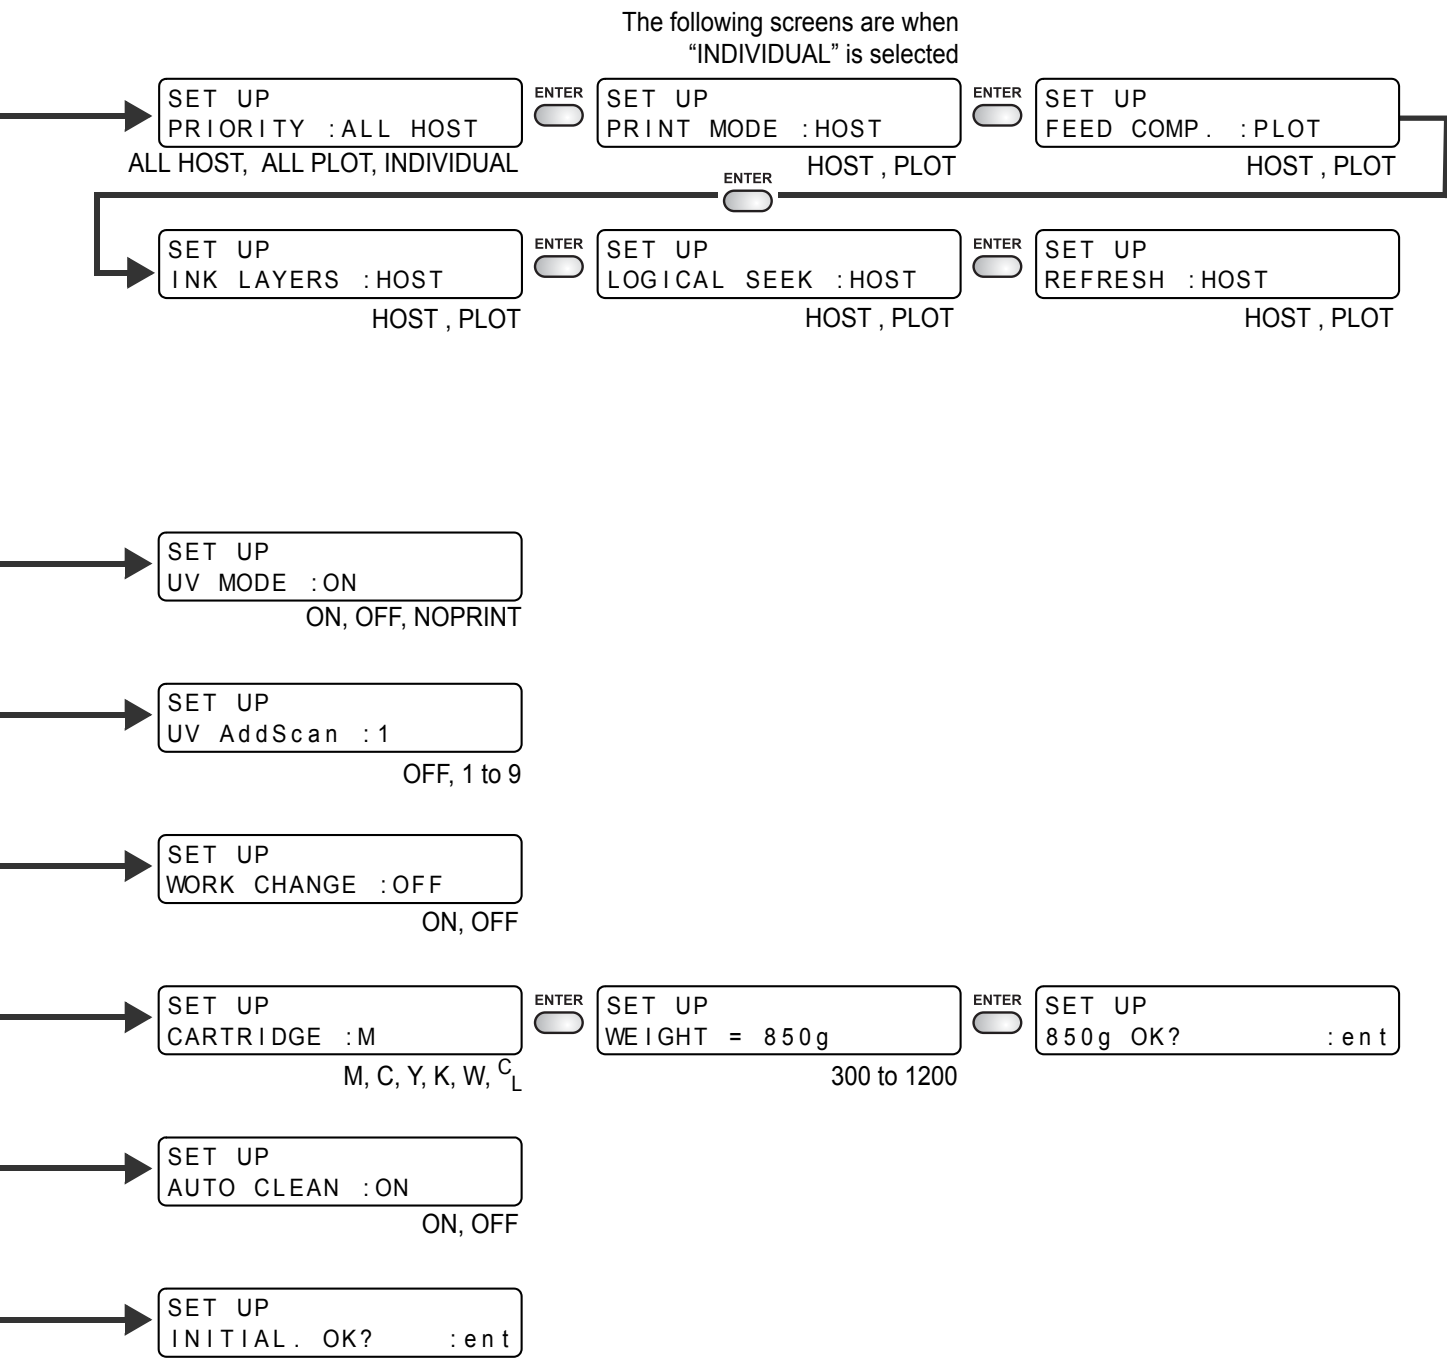 The following screens are when
“INDIVIDUAL” is selected
SET UP
PRIORITY :ALL HOST
ALL HOST, ALL PLOT, INDIVIDUAL
ENTER
SET UP
PRINT MODE :HOST
HOST , PLOT
ENTER
SET UP
FEED COMP. :PLOT
HOST , PLOT
ENTER
SET UP
INK LAYERS :HOST
HOST , PLOT
ENTER
SET UP
LOGICAL SEEK :HOST
HOST , PLOT
ENTER
SET UP
REFRESH :HOST
HOST , PLOT
SET UP
UV MODE :ON
ON, OFF, NOPRINT
SET UP
UV AddScan :1
OFF, 1 to 9
SET UP
WORK CHANGE :OFF
ON, OFF
SET UP
CARTRIDGE :M
M, C, Y, K, W, CL
ENTER
SET UP
WEIGHT = 850g
300 to 1200
ENTER
SET UP
850g OK? :ent
SET UP
AUTO CLEAN :ON
ON, OFF
SET UP
INITIAL. OK? :ent